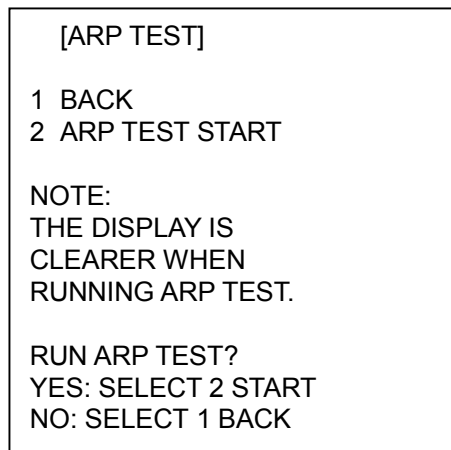 [ARP TEST]
1 BACK
2 ARP TEST START
NOTE:
THE DISPLAY IS
CLEARER WHEN
RUNNING ARP TEST.
RUN ARP TEST?
YES: SELECT 2 START
NO: SELECT 1 BACK